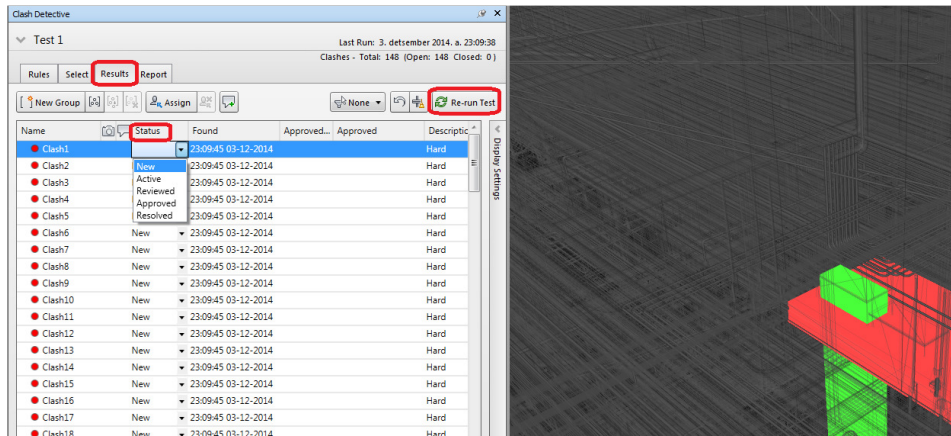 Clash Detective
Test 1
Last Run: 3. detsember 2014. a. 23:09:38
Clashes - Total: 148 (Open: 148 Closed: 0)
Rules Select Results Report
New Group Assign None Re-run Test
Name Status Found Approved... Approved Descriptic
Clash1 23:09:45 03-12-2014 Hard
Clash2 New 23:09:45 03-12-2014 Hard
Clash3 Active 23:09:45 03-12-2014 Hard
Clash4 Reviewed 23:09:45 03-12-2014 Hard
Clash5 Approved 23:09:45 03-12-2014 Hard
Resolved
Clash6 New 23:09:45 03-12-2014 Hard
Clash7 New 23:09:45 03-12-2014 Hard
Clash8 New 23:09:45 03-12-2014 Hard
Clash9 New 23:09:45 03-12-2014 Hard
Clash10 New 23:09:45 03-12-2014 Hard
Clash11 New 23:09:45 03-12-2014 Hard
Clash12 New 23:09:45 03-12-2014 Hard
Clash13 New 23:09:45 03-12-2014 Hard
Clash14 New 23:09:45 03-12-2014 Hard
Clash15 New 23:09:45 03-12-2014 Hard
Clash16 New 23:09:45 03-12-2014 Hard
Clash17 New 23:09:45 03-12-2014 Hard
Clash18 New 23:09:45 03-12-2014 Hard
Display Settings